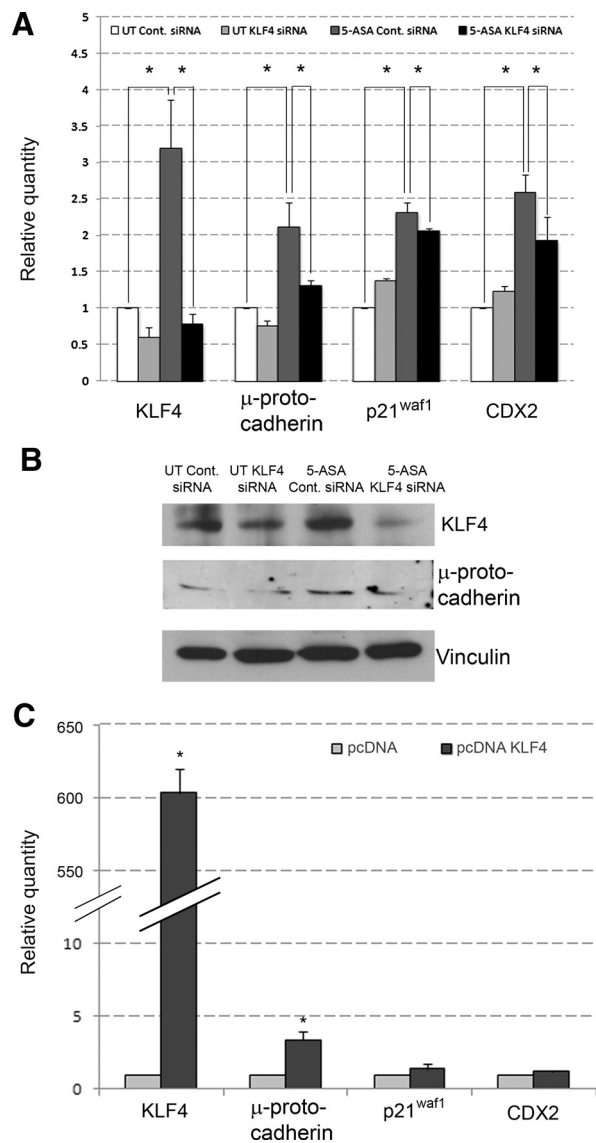 A
UT Cont. siRNA UT KLF4 siRNA 5-ASA Cont. siRNA 5-ASA KLF4 siRNA
5
4.5
4
3.5
3
2.5
2
1.5
1
0.5
0
Relative quantity
* * * * * * * *
KLF4 μ-proto-cadherin p21waf1 CDX2
B
UT Cont. siRNA UT KLF4 siRNA 5-ASA Cont. siRNA 5-ASA KLF4 siRNA
KLF4
μ-proto-
cadherin
Vinculin
C
650
600
550
10
5
0
Relative quantity
pcDNA pcDNA KLF4
*
*
KLF4 μ-proto-cadherin p21waf1 CDX2